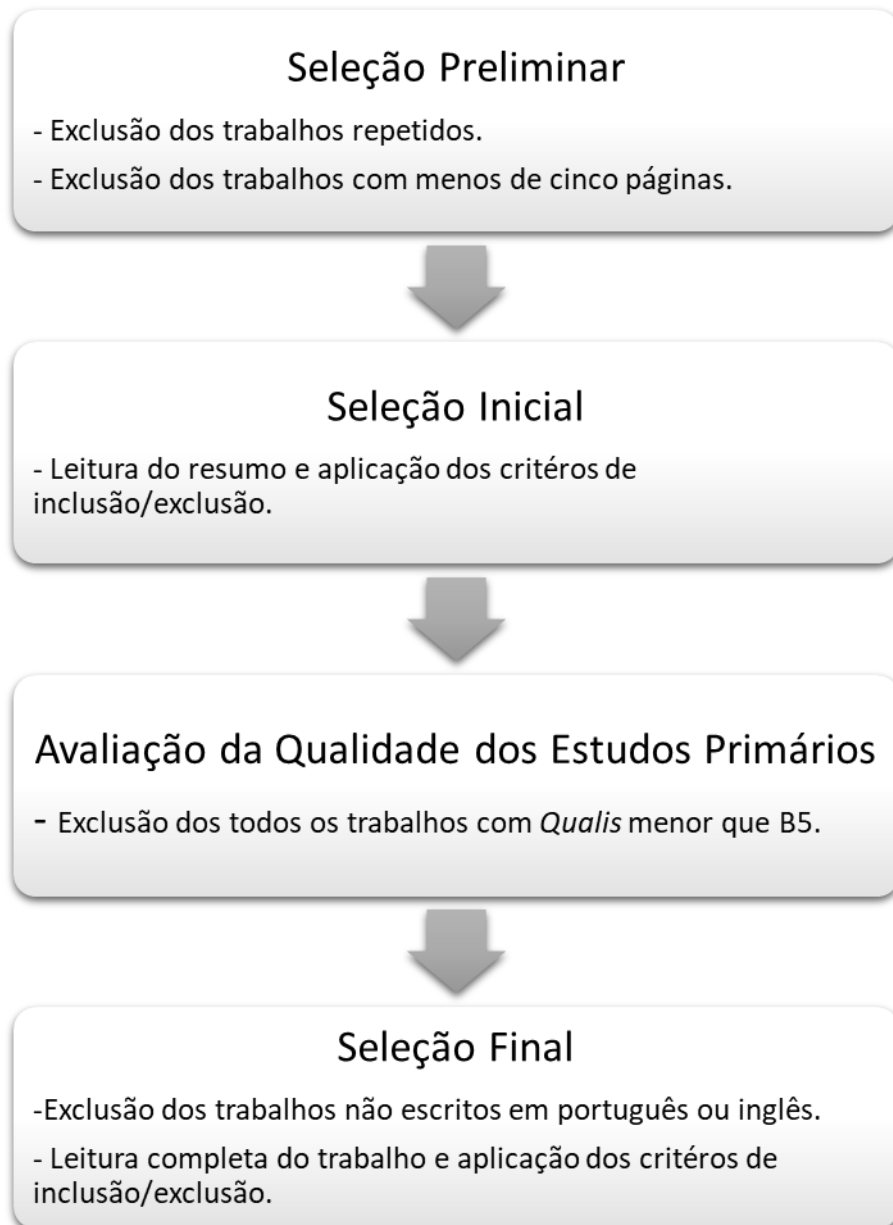 Seleção Preliminar
- Exclusão dos trabalhos repetidos.
- Exclusão dos trabalhos com menos de cinco páginas.
Seleção Inicial
- Leitura do resumo e aplicação dos critéros de
inclusão/exclusão.
Avaliação da Qualidade dos Estudos Primários
- Exclusão dos todos os trabalhos com Qualis menor que B5.
Seleção Final
-Exclusão dos trabalhos não escritos em português ou inglês.
- Leitura completa do trabalho e aplicação dos critéros de
inclusão/exclusão.